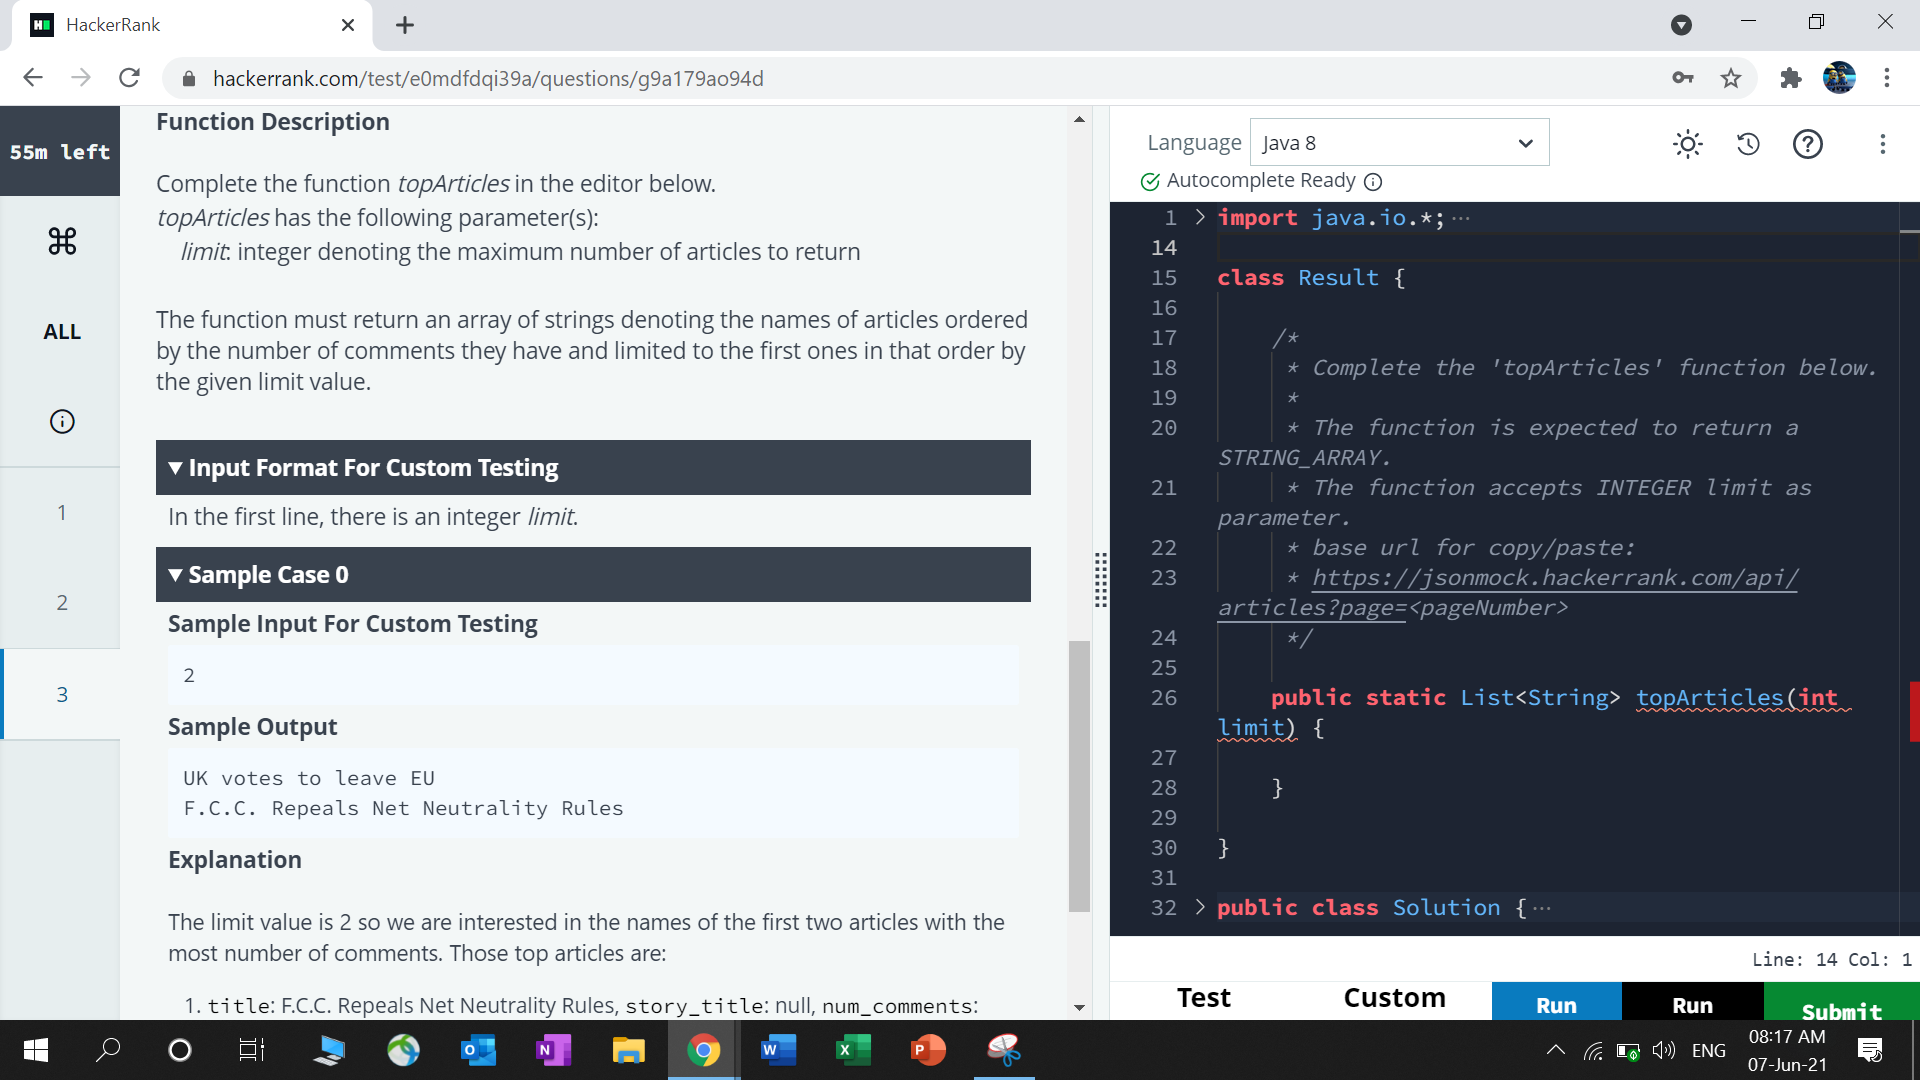 HackerRank
hackerrank.com/test/e0mdfdqi39a/questions/g9a179ao94d
55m left
ALL
1
2
3
Function Description
Complete the function topArticles in the editor below.
topArticles has the following parameter(s):
limit: integer denoting the maximum number of articles to return
The function must return an array of strings denoting the names of articles ordered
by the number of comments they have and limited to the first ones in that order by
the given limit value.
▼ Input Format For Custom Testing
In the first line, there is an integer limit.
▼ Sample Case 0
Sample Input For Custom Testing
2
Sample Output
UK votes to leave EU
F.C.C. Repeals Net Neutrality Rules
Explanation
The limit value is 2 so we are interested in the names of the first two articles with the
most number of comments. Those top articles are:
1. title: F.C.C. Repeals Net Neutrality Rules, story_title: null, num_comments:
Language Java 8
Autocomplete Ready
1 > import java.io.*; ···
14
15 class Result {
16
17 /*
18 * Complete the 'topArticles' function below.
19 *
20 * The function is expected to return a
STRING_ARRAY.
21 * The function accepts INTEGER limit as
parameter.
22 * base url for copy/paste:
23 * https://jsonmock.hackerrank.com/api/
articles?page=<pageNumber>
24 */
25
26 public static List<String> topArticles(int
limit) {
27
28 }
29
30 }
31
32 > public class Solution { ···
Line: 14 Col: 1
Test Custom Run Run Submit
ENG
08:17 AM
07-Jun-21